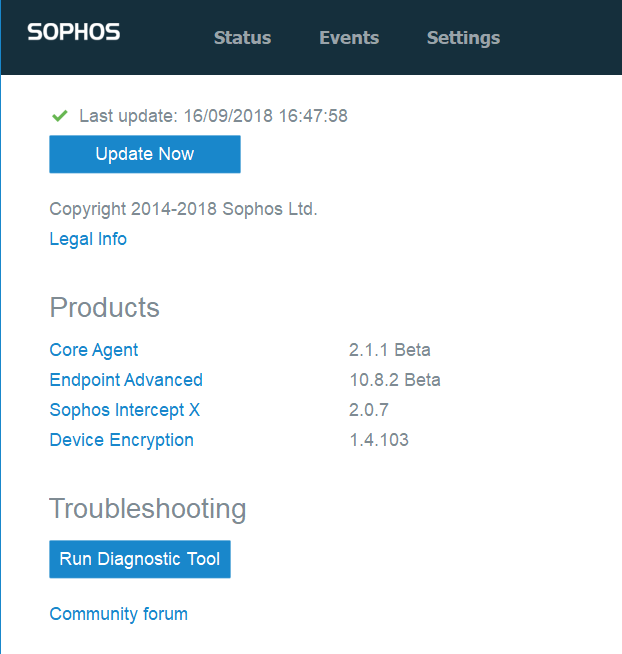 SOPHOS Status Events Settings
Last update: 16/09/2018 16:47:58
Update Now
Copyright 2014-2018 Sophos Ltd.
Legal Info
Products
Core Agent 2.1.1 Beta
Endpoint Advanced 10.8.2 Beta
Sophos Intercept X 2.0.7
Device Encryption 1.4.103
Troubleshooting
Run Diagnostic Tool
Community forum